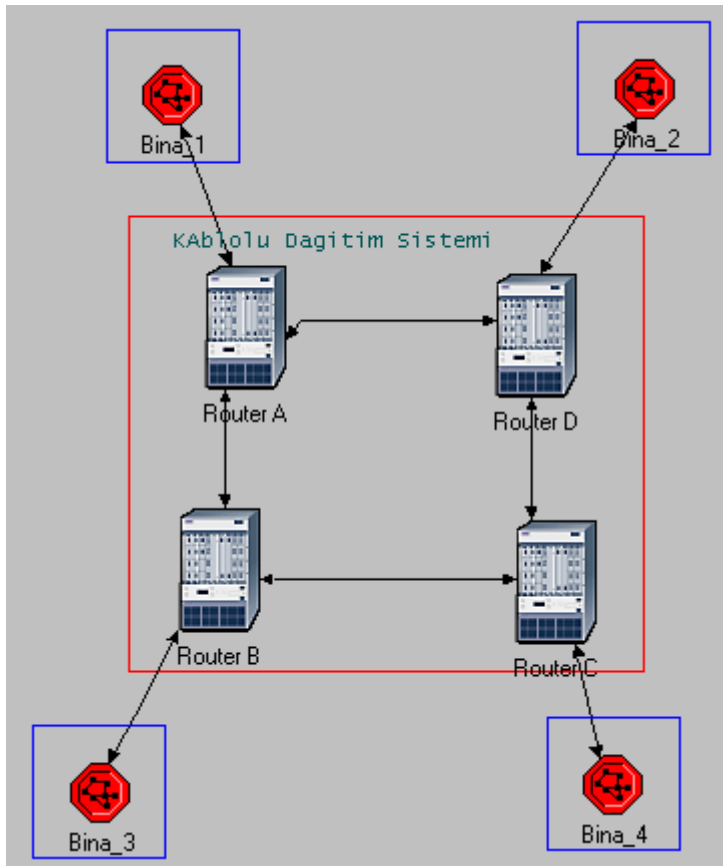 Bina_1
Bina_2
KAblolu Dagitim Sistemi
Router A
Router D
Router B
Router C
Bina_3
Bina_4